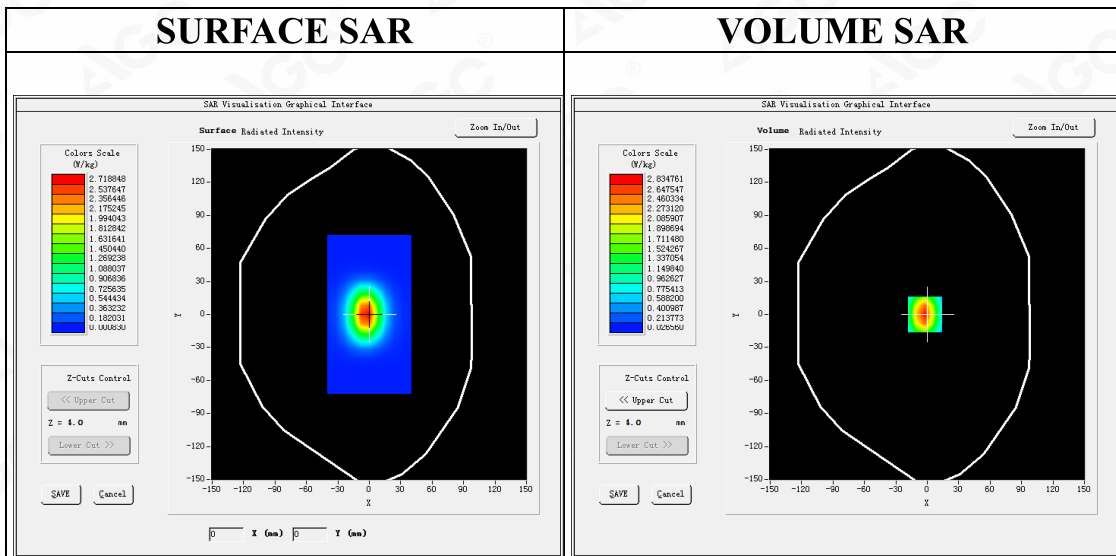 SURFACE SAR
VOLUME SAR
SAR Visualisation Graphical Interface
Surface Radiated Intensity
Zoom In/Out
Colors Scale
(W/kg)
2.718848
2.537647
2.356446
2.175245
1.994043
1.812842
1.631641
1.450440
1.269238
1.088037
0.906836
0.725635
0.544434
0.363232
0.182031
0.000830
150
120
90
60
30
0
-30
-60
-90
-120
-150
Y
-150 -120 -90 -60 -30 0 30 60 90 120 150
X
Z-Cuts Control
<< Upper Cut
Z = 4.0 mm
Lower Cut >>
SAVE Cancel
0 X (mm) 0 Y (mm)
SAR Visualisation Graphical Interface
Volume Radiated Intensity
Zoom In/Out
Colors Scale
(W/kg)
2.834761
2.647547
2.460334
2.273120
2.085907
1.898694
1.711480
1.524267
1.337054
1.149840
0.962627
0.775413
0.588200
0.400987
0.213773
0.026560
150
120
90
60
30
0
-30
-60
-90
-120
-150
Y
-150 -120 -90 -60 -30 0 30 60 90 120 150
X
Z-Cuts Control
<< Upper Cut
Z = 4.0 mm
Lower Cut >>
SAVE Cancel